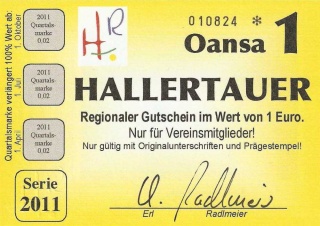 Quartalsmarke verlängert 100% Wert ab:
1. Oktober
2011
Quartals
marke
0.02
1. Juli
2011
Quartals
marke
0.02
1. April
2011
Quartals
marke
0.02
Serie
2011
H R
010824 *
Oansa 1
HALLERTAUER
Regionaler Gutschein im Wert von 1 Euro.
Nur für Vereinsmitglieder!
Nur gültig mit Originalunterschriften und Prägestempel!
Erl Radlmeier